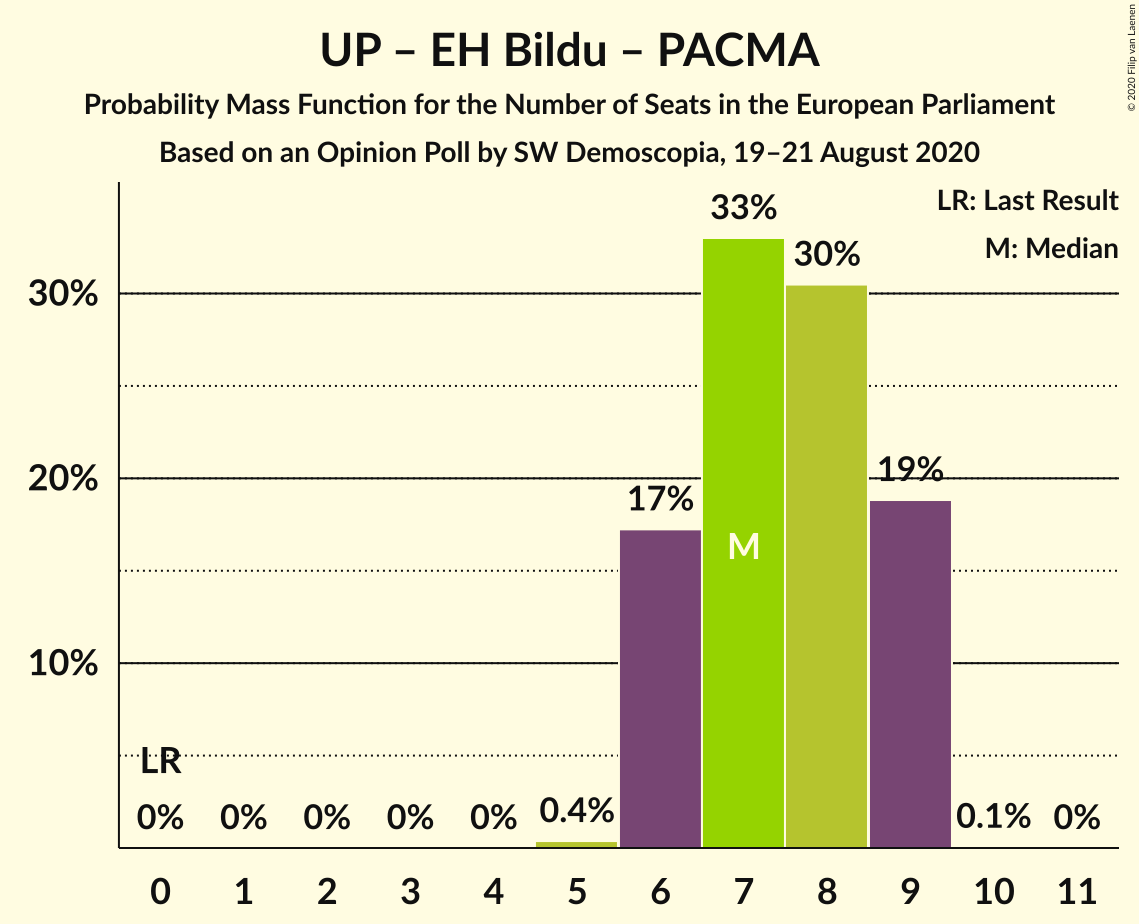 UP – EH Bildu – PACMA
Probability Mass Function for the Number of Seats in the European Parliament
Based on an Opinion Poll by SW Demoscopia, 19–21 August 2020
© 2020 Filip van Laenen
LR: Last Result
M: Median
33%
30%
30%
20%
19%
17%
M
10%
LR
0% 0% 0% 0% 0% 0.4% 0.1% 0%
0 1 2 3 4 5 6 7 8 9 10 11